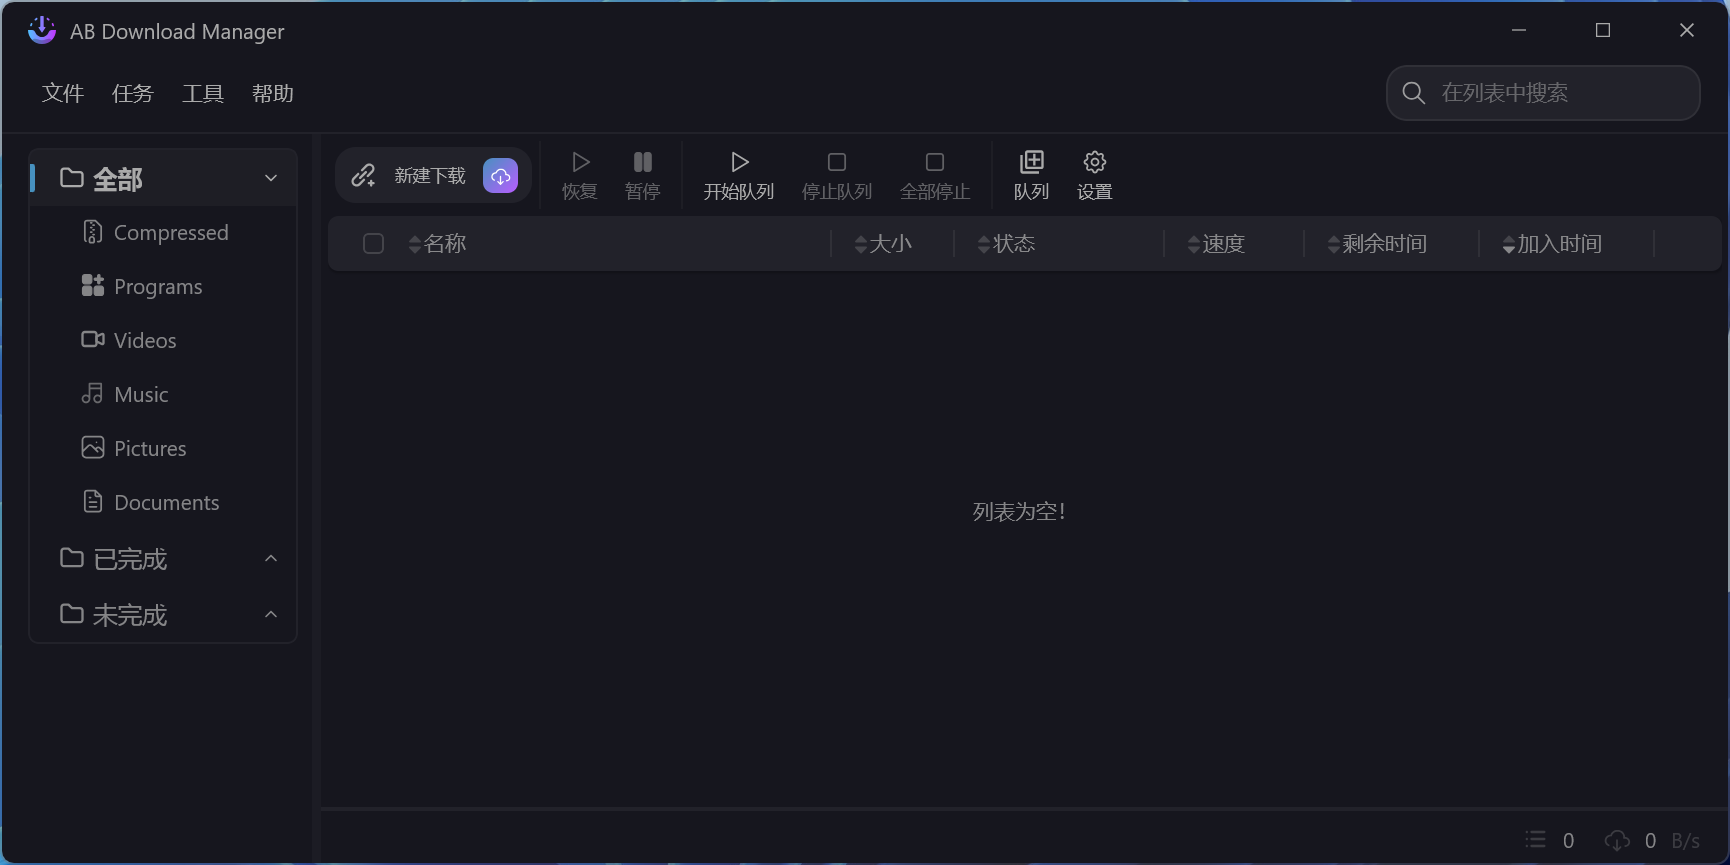 AB Download Manager
文件 任务 工具 帮助
在列表中搜索
全部
Compressed
Programs
Videos
Music
Pictures
Documents
已完成
未完成
新建下载
恢复 暂停 开始队列 停止队列 全部停止 队列 设置
名称 大小 状态 速度 剩余时间 加入时间
列表为空!
0 0 B/s